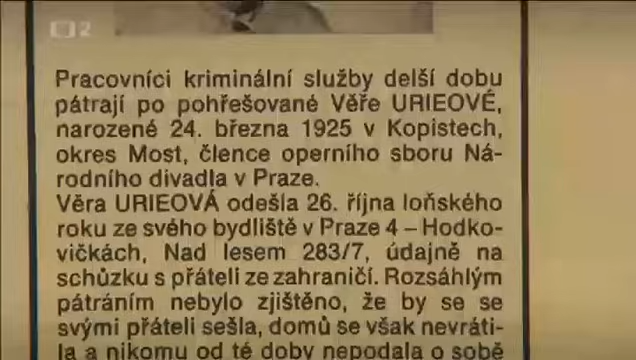 2
Pracovníci kriminální služby delší dobu
pátrají po pohřešované Věře URIEOVÉ,
narozené 24. března 1925 v Kopistech,
okres Most, člence operního sboru Ná-
rodního divadla v Praze.
Věra URIEOVÁ odešla 26. října loňského
roku ze svého bydliště v Praze 4 – Hodko-
vičkách, Nad lesem 283/7, údajně na
schůzku s přáteli ze zahraničí. Rozsáhlým
pátráním nebylo zjištěno, že by se se
svými přáteli sešla, domů se však nevráti-
la a nikomu od té doby nepodala o sobě